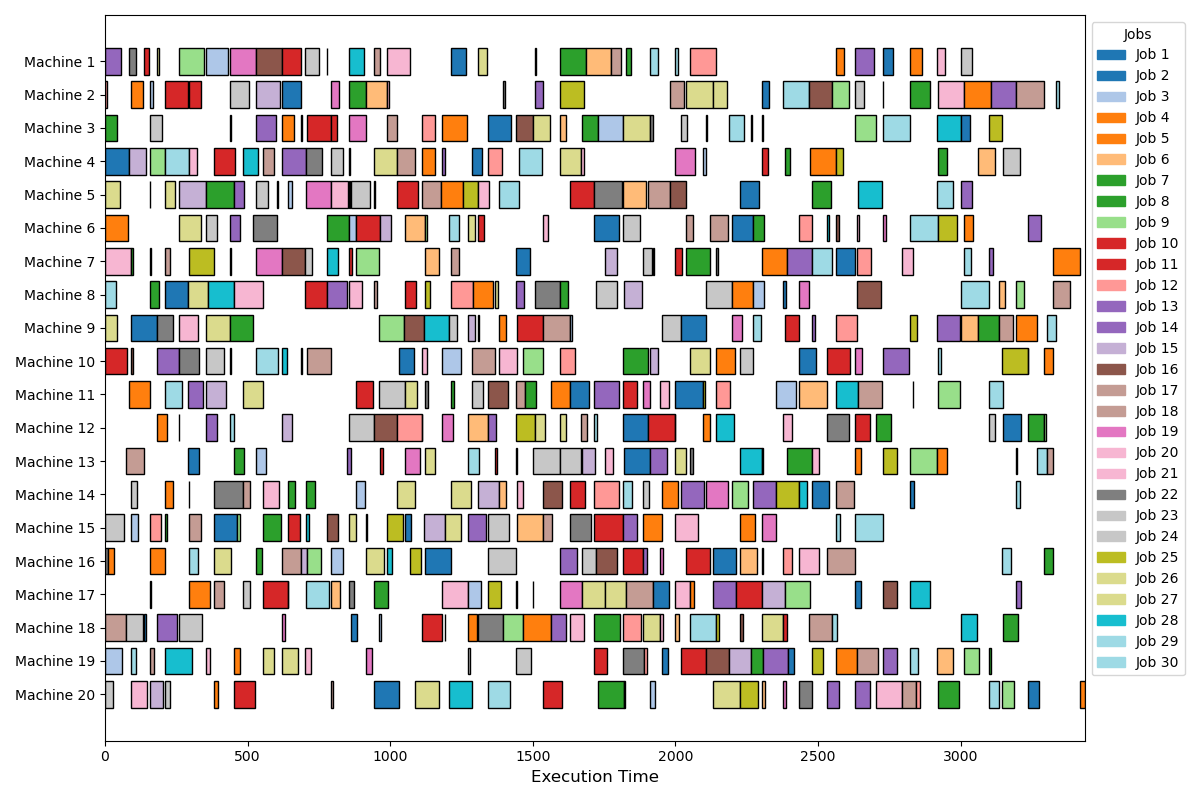 Machine 1
Machine 2
Machine 3
Machine 4
Machine 5
Machine 6
Machine 7
Machine 8
Machine 9
Machine 10
Machine 11
Machine 12
Machine 13
Machine 14
Machine 15
Machine 16
Machine 17
Machine 18
Machine 19
Machine 20
0 500 1000 1500 2000 2500 3000
Execution Time
Jobs
Job 1
Job 2
Job 3
Job 4
Job 5
Job 6
Job 7
Job 8
Job 9
Job 10
Job 11
Job 12
Job 13
Job 14
Job 15
Job 16
Job 17
Job 18
Job 19
Job 20
Job 21
Job 22
Job 23
Job 24
Job 25
Job 26
Job 27
Job 28
Job 29
Job 30